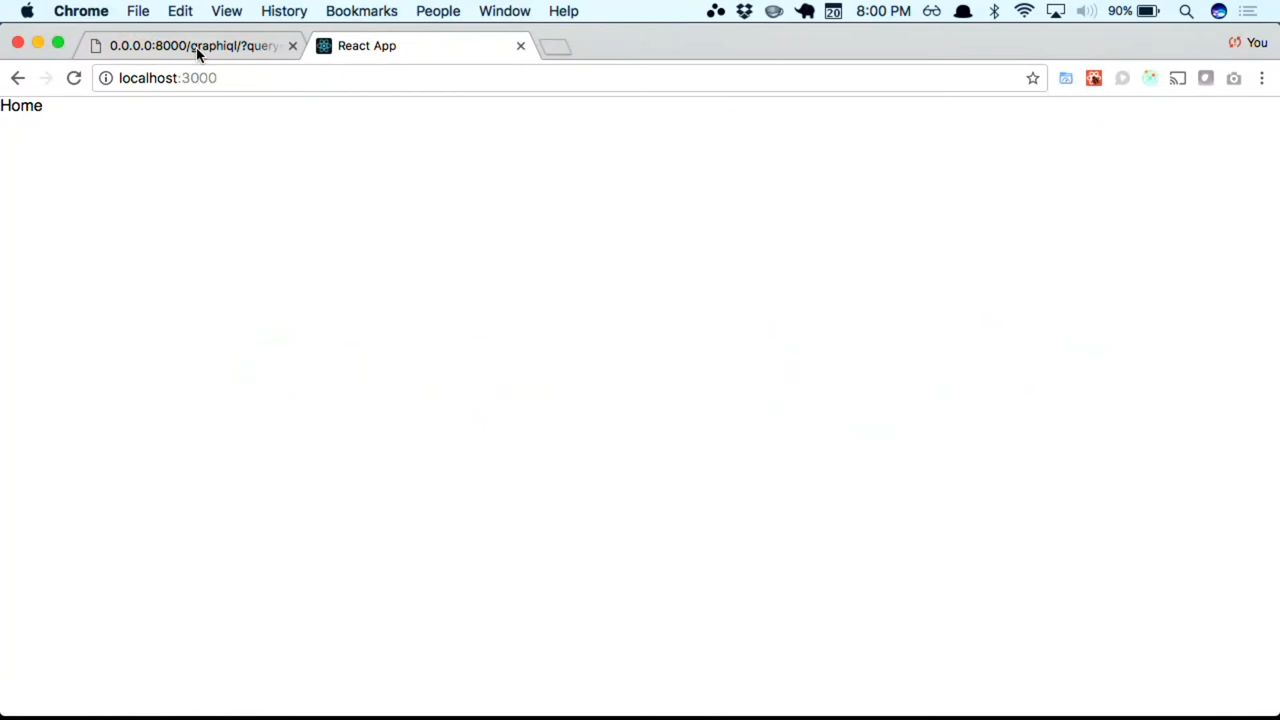 Chrome File Edit View History Bookmarks People Window Help 20 8:00 PM 90%
0.0.0.0:8000/graphiql/?query React App You
localhost:3000
Home